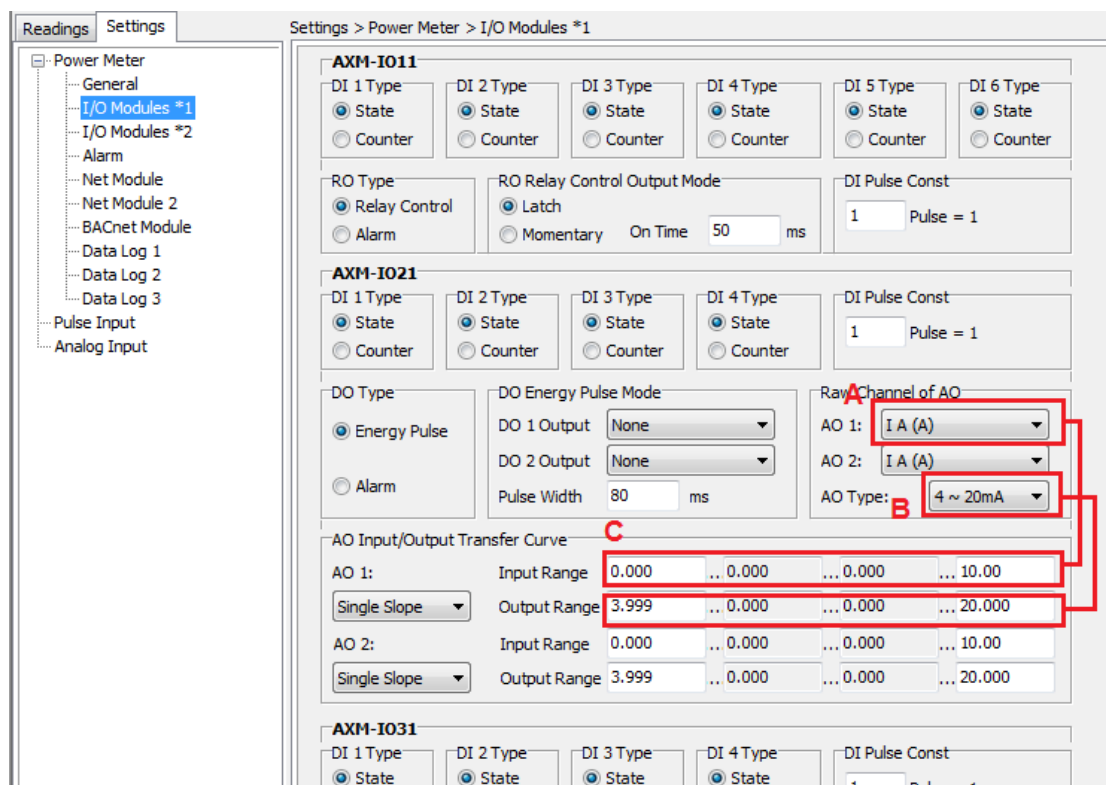 Readings Settings Settings > Power Meter > I/O Modules *1
Power Meter
General
I/O Modules *1
I/O Modules *2
Alarm
Net Module
Net Module 2
BACnet Module
Data Log 1
Data Log 2
Data Log 3
Pulse Input
Analog Input
AXM-IO11
DI 1 Type DI 2 Type DI 3 Type DI 4 Type DI 5 Type DI 6 Type
State State State State State State
Counter Counter Counter Counter Counter Counter
RO Type RO Relay Control Output Mode DI Pulse Const
Relay Control Latch 1 Pulse = 1
Alarm Momentary On Time 50 ms
AXM-IO21
DI 1 Type DI 2 Type DI 3 Type DI 4 Type DI Pulse Const
State State State State 1 Pulse = 1
Counter Counter Counter Counter
DO Type DO Energy Pulse Mode Raw Channel of AO
A
Energy Pulse DO 1 Output None AO 1: I A (A)
DO 2 Output None AO 2: I A (A)
Alarm Pulse Width 80 ms AO Type: 4 ~ 20mA
B
C
AO Input/Output Transfer Curve
AO 1: Input Range 0.000 .. 0.000 ... 0.000 ... 10.00
Single Slope Output Range 3.999 .. 0.000 ... 0.000 ... 20.000
AO 2: Input Range 0.000 .. 0.000 ... 0.000 ... 10.00
Single Slope Output Range 3.999 .. 0.000 ... 0.000 ... 20.000
AXM-IO31
DI 1 Type DI 2 Type DI 3 Type DI 4 Type DI Pulse Const
State State State State